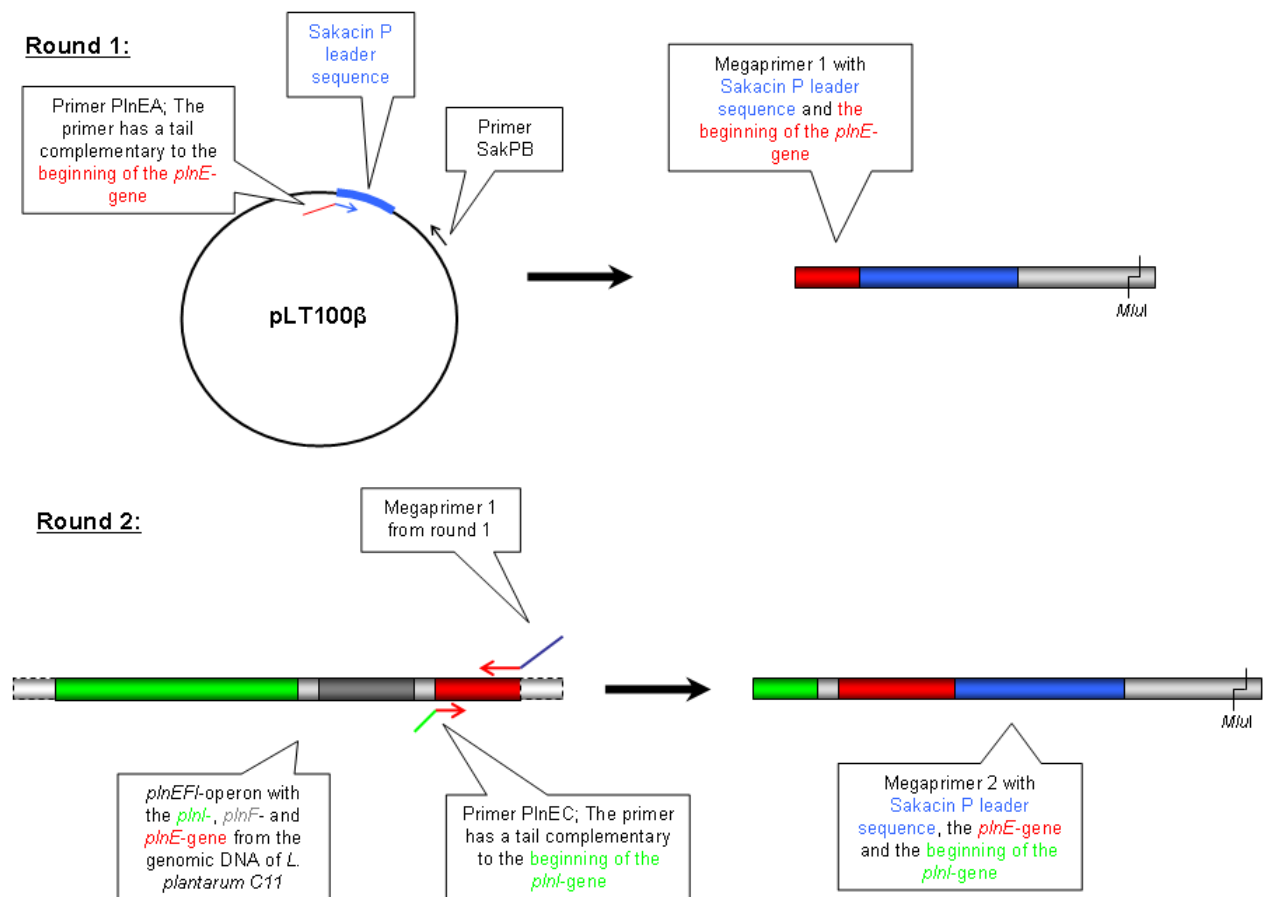 Round 1:
Sakacin P
leader
sequence
Primer PlnEA; The
primer has a tail
complementary to the
beginning of the plnE-
gene
Primer
SakPB
pLT100β
Megaprimer 1 with
Sakacin P leader
sequence and the
beginning of the plnE-
gene
MluI
Round 2:
Megaprimer 1
from round 1
plnEFI-operon with
the plnI-, plnF- and
plnE-gene from the
genomic DNA of L.
plantarum C11
Primer PlnEC; The primer
has a tail complementary
to the beginning of the
plnI-gene
MluI
Megaprimer 2 with
Sakacin P leader
sequence, the plnE-gene
and the beginning of the
plnI-gene